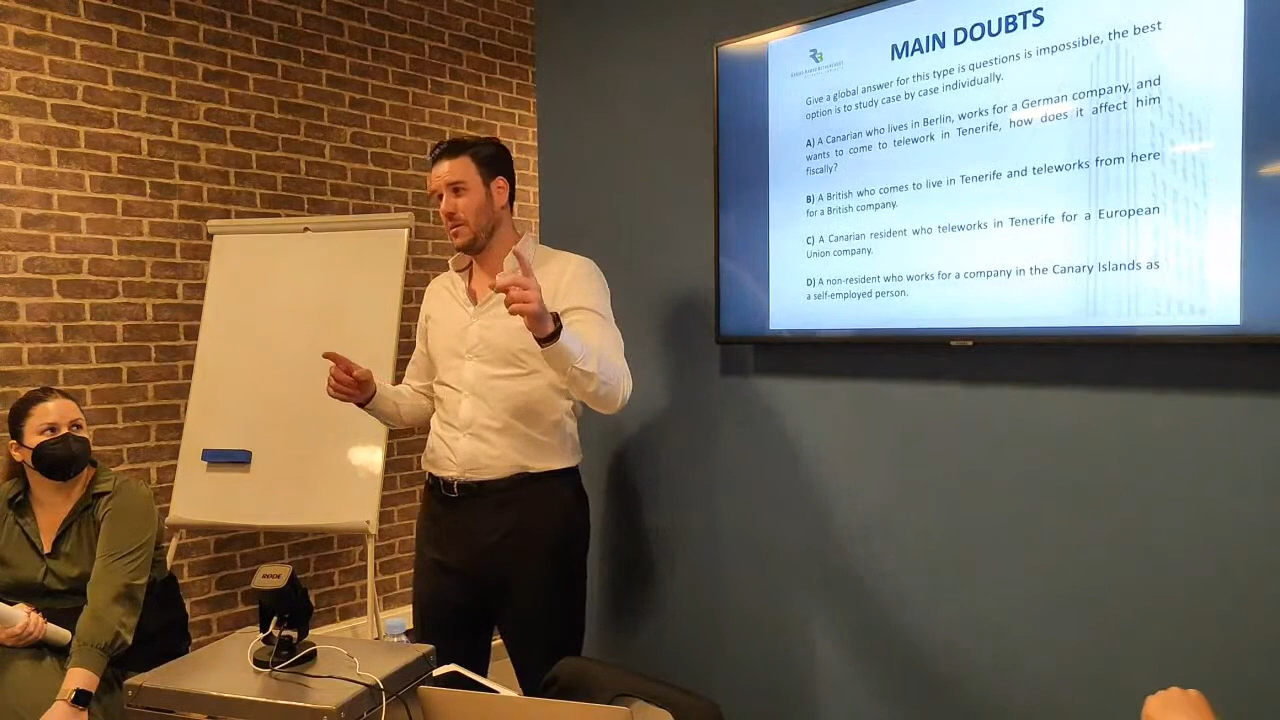 MAIN DOUBTS
RB
Give a global answer for this type is questions is impossible, the best
option is to study case by case individually.
A) A Canarian who lives in Berlin, works for a German company, and
wants to come to telework in Tenerife, how does it affect him
fiscally?
B) A British who comes to live in Tenerife and teleworks from here
for a British company.
C) A Canarian resident who teleworks in Tenerife for a European
Union company.
D) A non-resident who works for a company in the Canary Islands as
a self-employed person.
RØDE